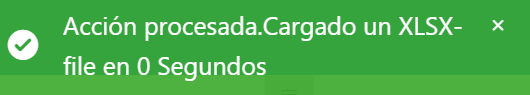 Acción procesada.Cargado un XLSX-
file en 0 Segundos